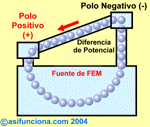 Polo Negativo (-)
Polo
Positivo
(+)
Diferencia
de Potencial
Fuente de FEM
©asifunciona.com 2004